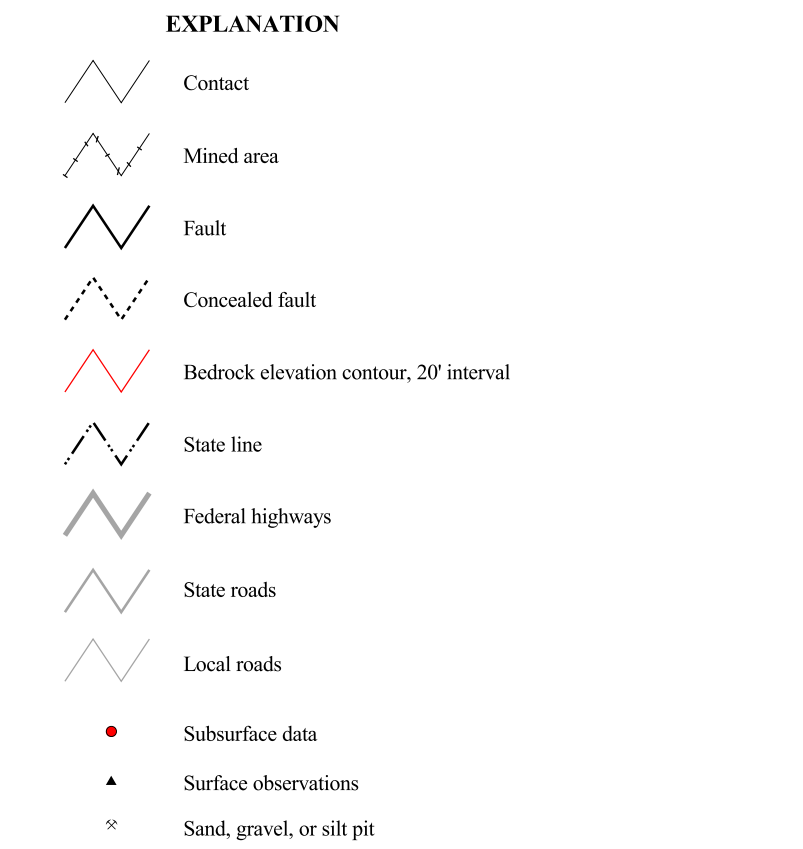 EXPLANATION
Contact
Mined area
Fault
Concealed fault
Bedrock elevation contour, 20' interval
State line
Federal highways
State roads
Local roads
Subsurface data
Surface observations
Sand, gravel, or silt pit